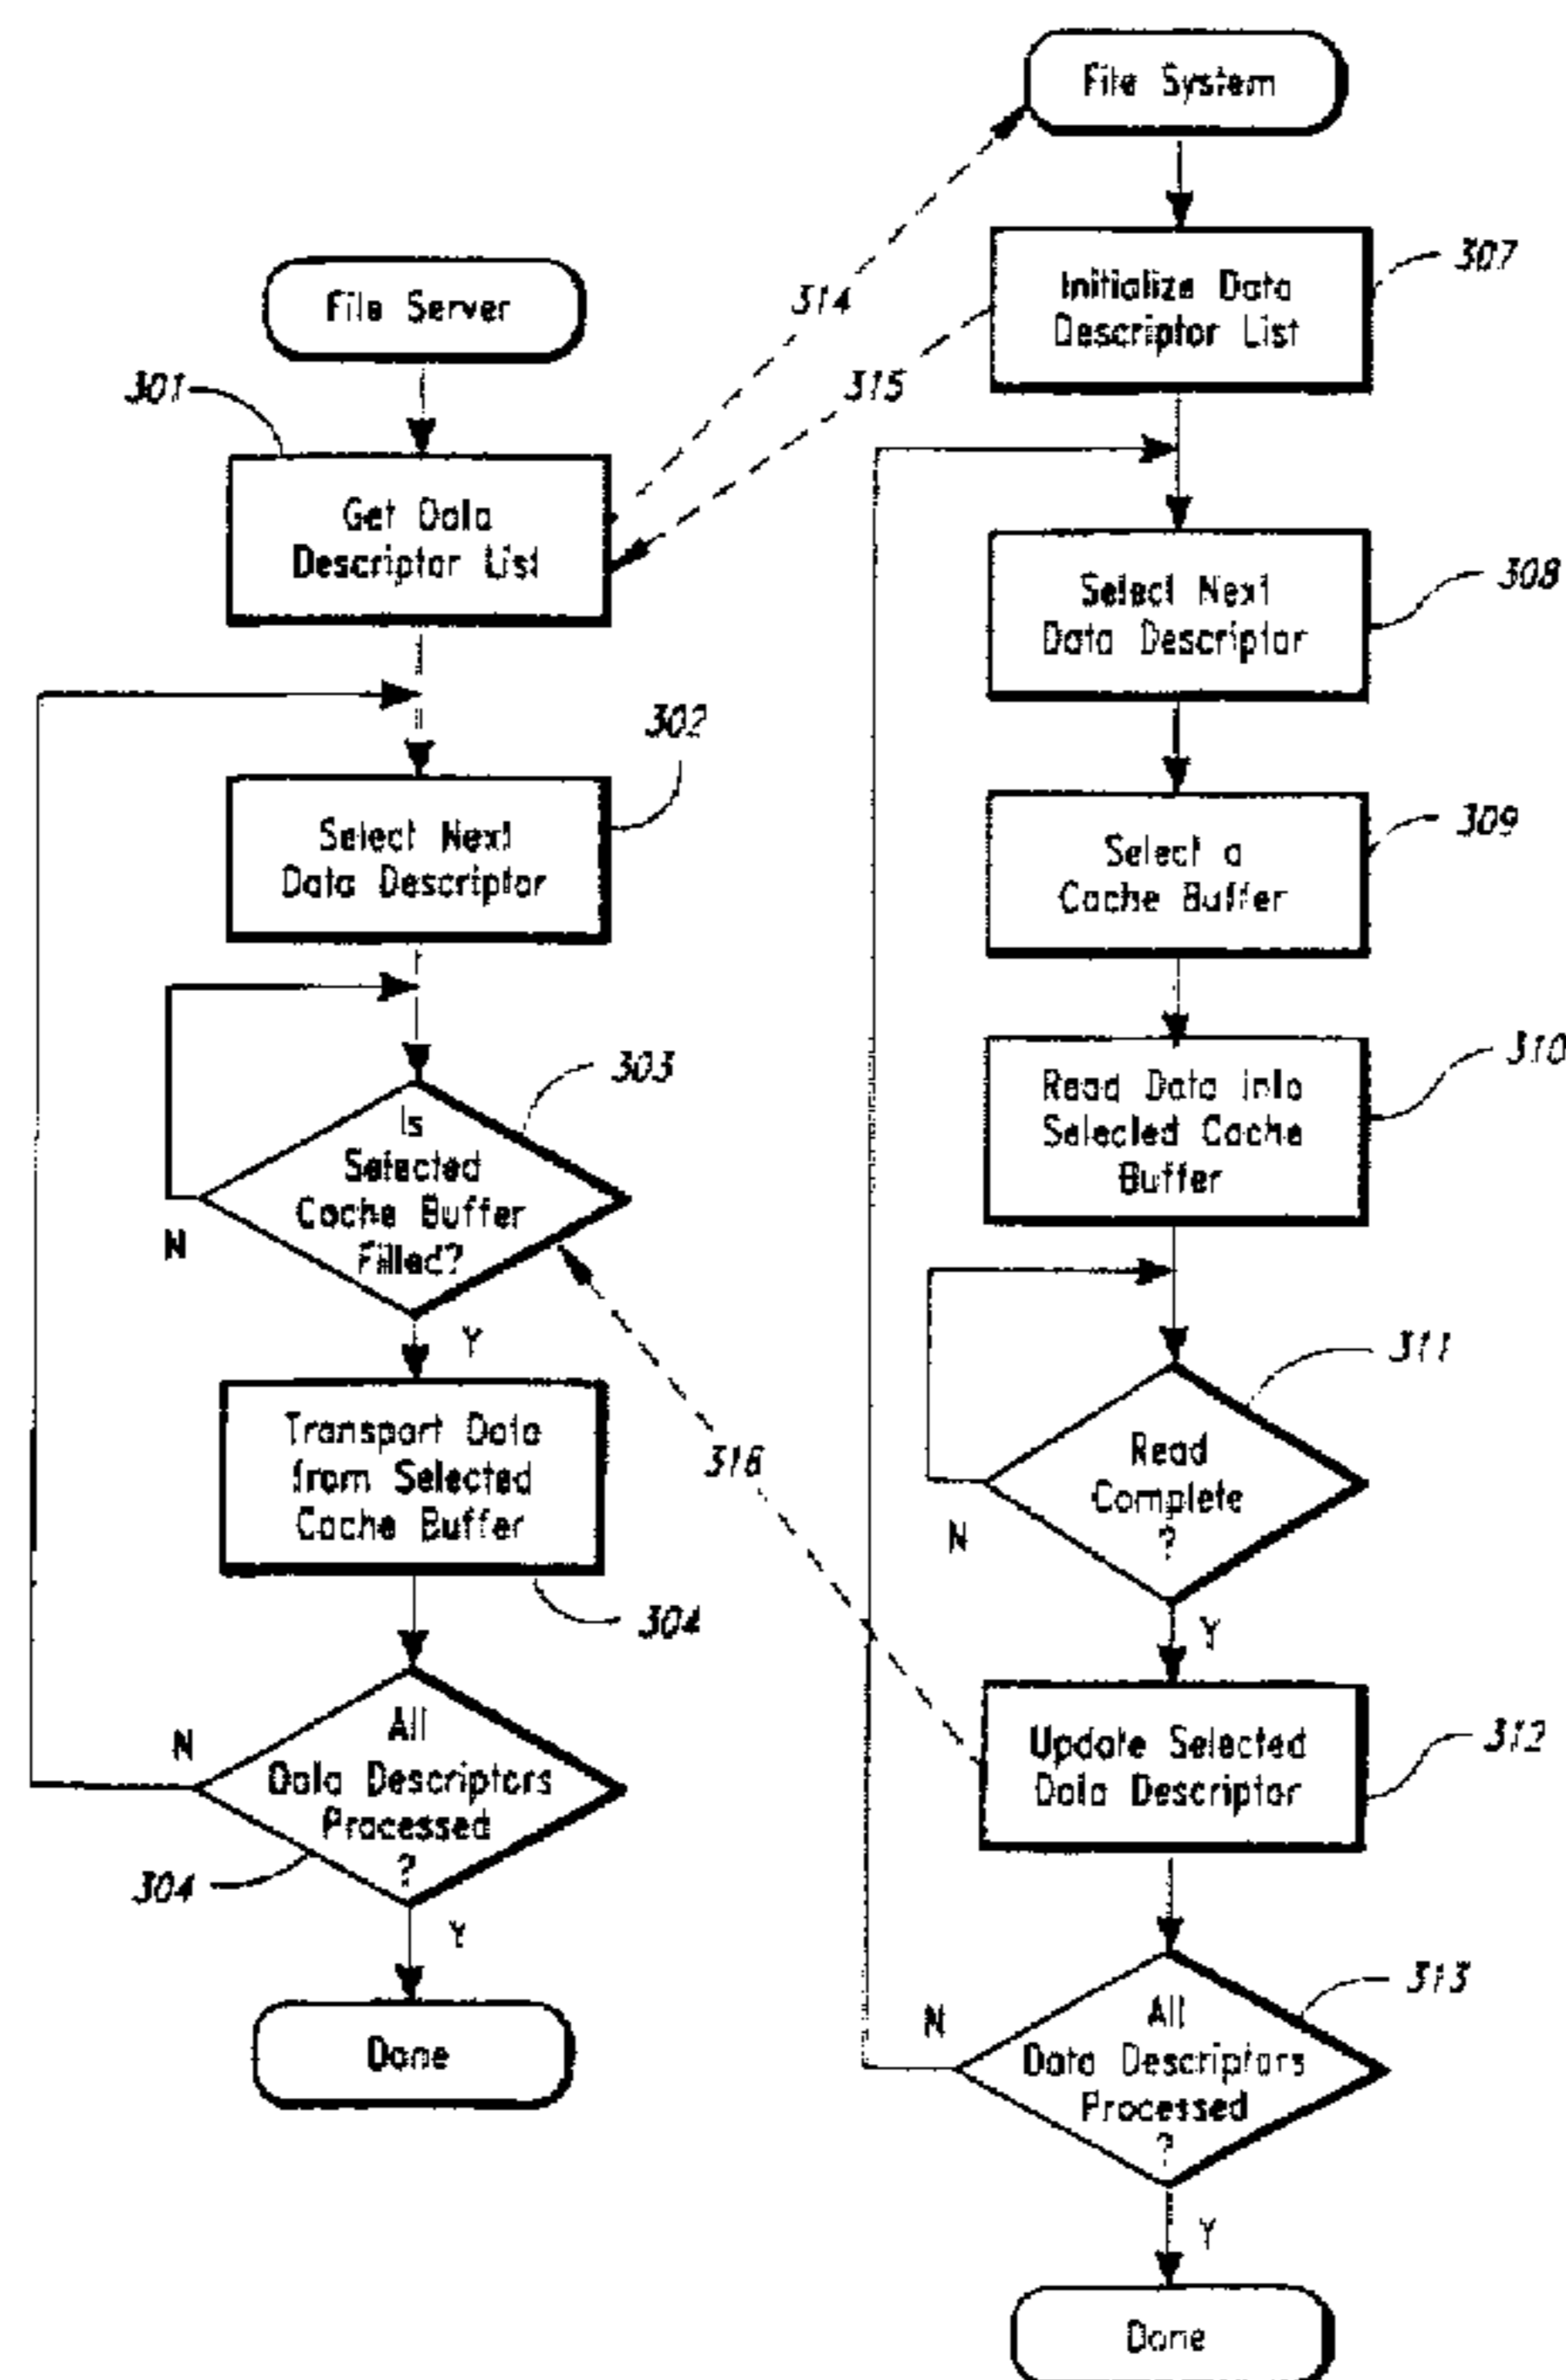 File Server
301
Get Data
Descriptor List
302
Select Next
Data Descriptor
303
Is
Selected
Cache Buffer
Filled?
N
Y
Transport Data
from Selected
Cache Buffer
304
N
All
Data Descriptors
Processed
?
304
Y
Done
314
315
316
File System
307
Initialize Data
Descriptor List
308
Select Next
Data Descriptor
309
Select a
Cache Buffer
310
Read Data into
Selected Cache
Buffer
311
Read
Complete
?
N
Y
312
Update Selected
Data Descriptor
313
N
All
Data Descriptors
Processed
?
Y
Done